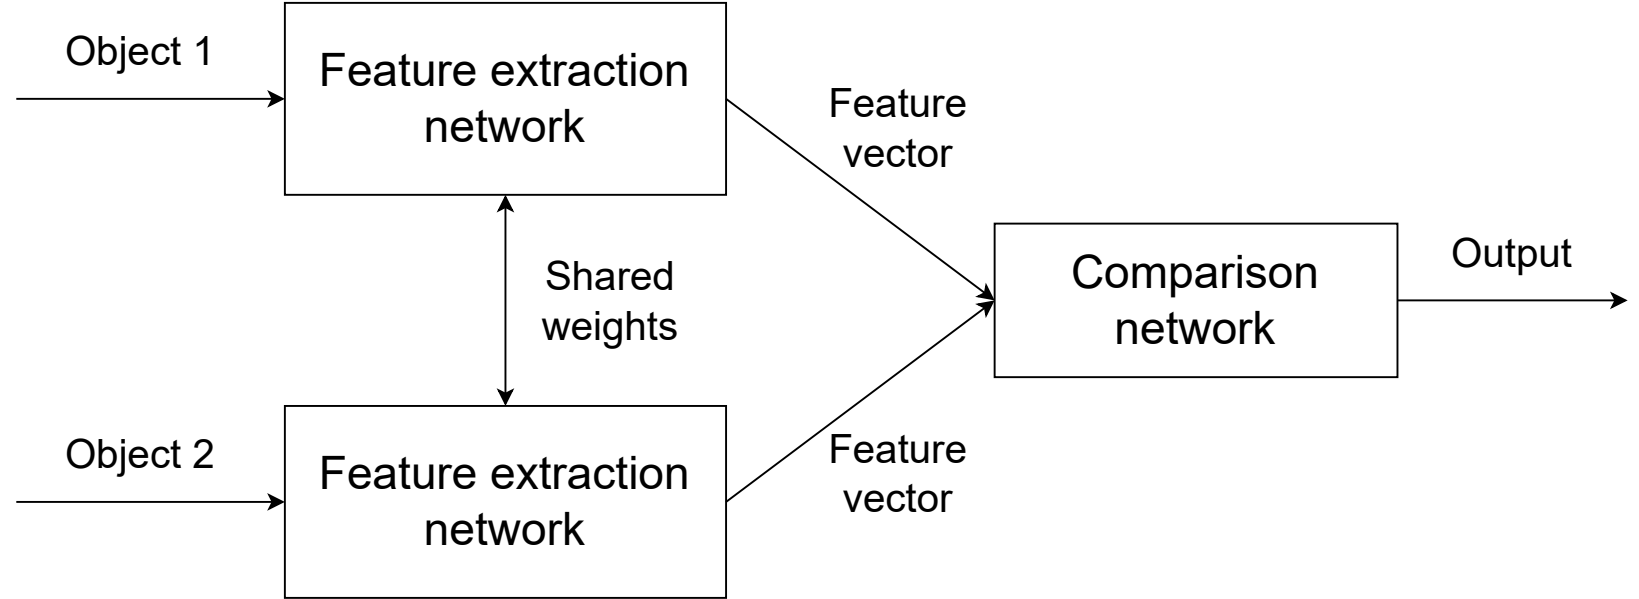 Object 1
Feature extraction
network
Feature
vector
Shared
weights
Comparison
network
Output
Object 2
Feature extraction
network
Feature
vector